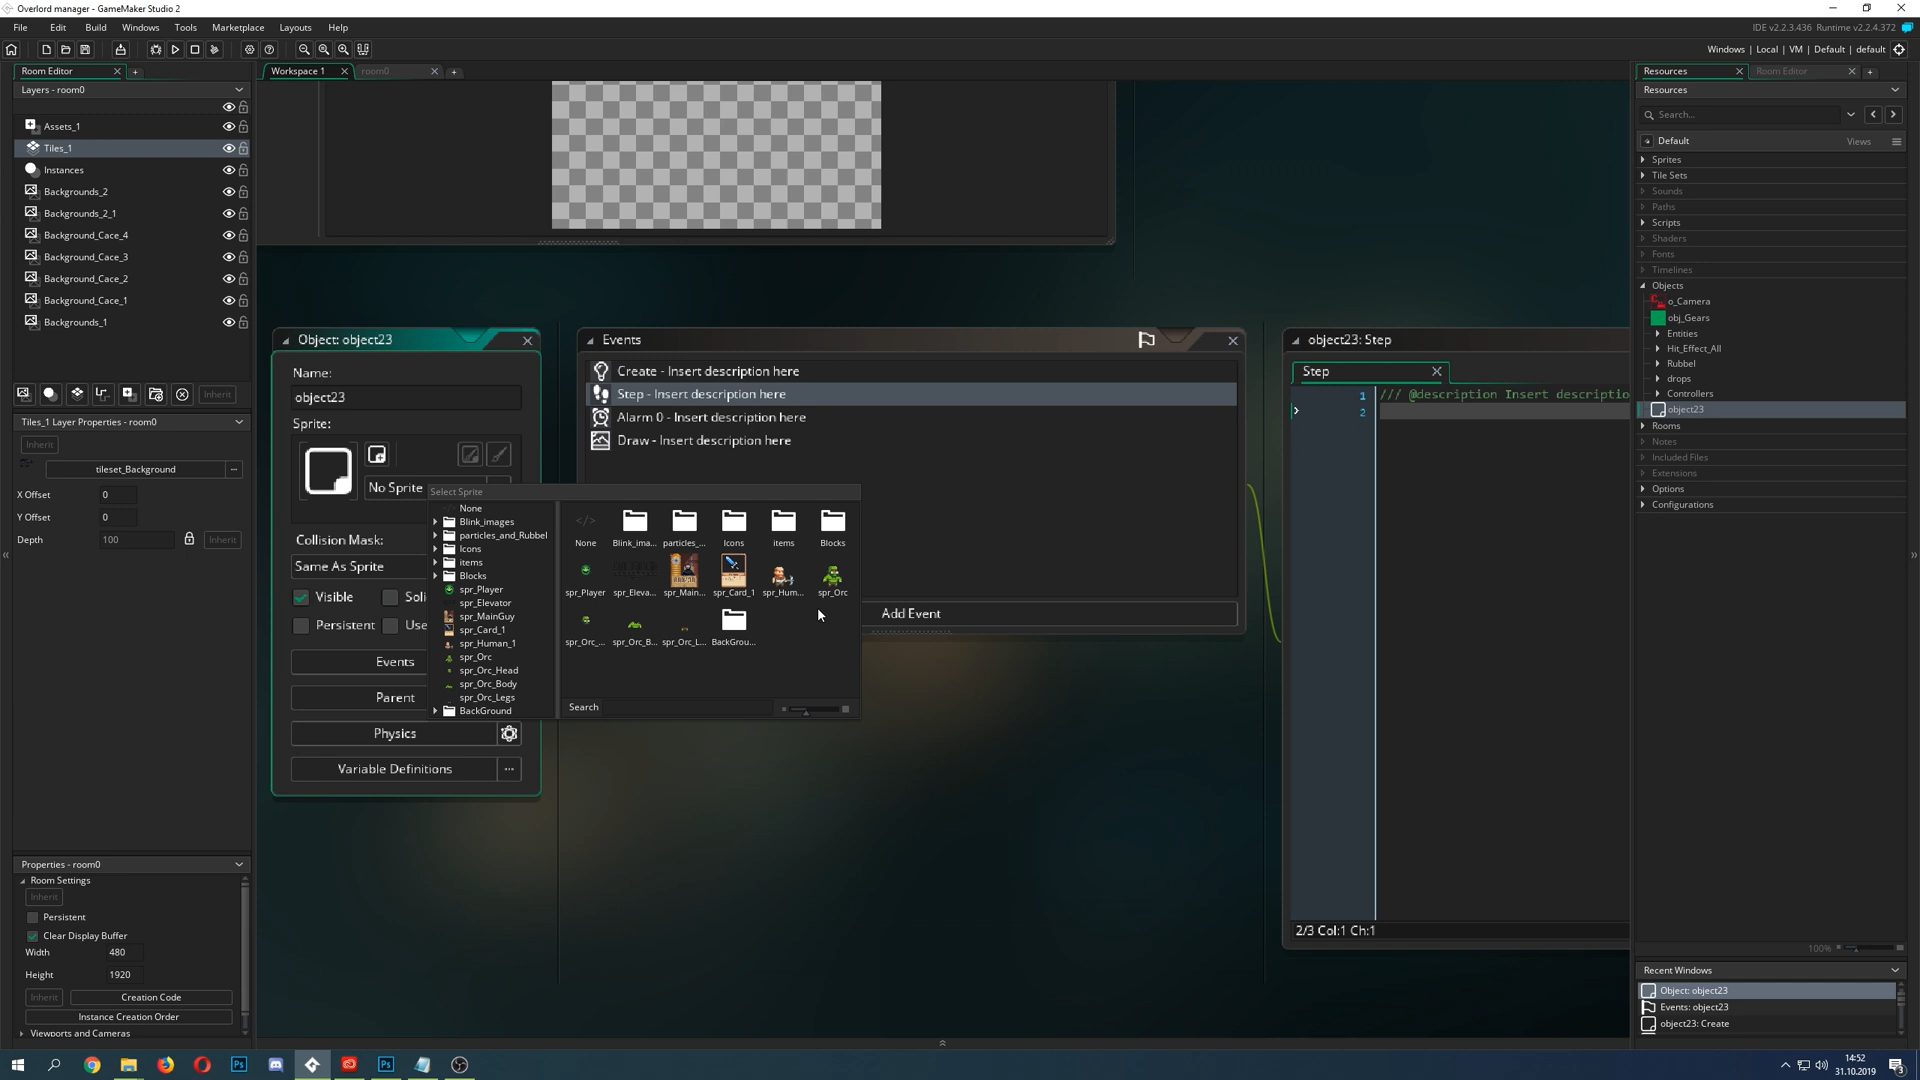 Overlord manager - GameMaker Studio 2
File Edit Build Windows Tools Marketplace Layouts Help
IDE v2.2.3.436 Runtime v2.2.4.372
Windows | Local | VM | Default | default
Room Editor
Layers - room0
Assets_1
Tiles_1
Instances
Backgrounds_2
Backgrounds_2_1
Background_Cace_4
Background_Cace_3
Background_Cace_2
Background_Cace_1
Backgrounds_1
Insert
Tiles_1 Layer Properties - room0
Inherit
tileset_Background
...
X Offset 0
Y Offset 0
Depth 100 Inherit
Properties - room0
Room Settings
Inherit
Persistent
Clear Display Buffer
Width 480
Height 1920
Inherit Creation Code
Instance Creation Order
Viewports and Cameras
Workspace 1
room0
Object: object23
Name:
object23
Sprite:
No Sprite
Collision Mask:
Same As Sprite
Visible Soli
Persistent Use
Events
Parent
Physics
Variable Definitions ...
Select Sprite
None
Blink_images
particles_and_Rubbel
Icons
items
Blocks
spr_Player
spr_Elevator
spr_MainGuy
spr_Card_1
spr_Human_1
spr_Orc
spr_Orc_Head
spr_Orc_Body
spr_Orc_Legs
BackGround
None Blink_ima... particles_... Icons items Blocks
spr_Player spr_Eleva... spr_Main... spr_Card_1 spr_Hum... spr_Orc
spr_Orc_... spr_Orc_B... spr_Orc_L... BackGrou...
Search
Events
Create - Insert description here
Step - Insert description here
Alarm 0 - Insert description here
Draw - Insert description here
Add Event
object23: Step
Step
1 /// @description Insert descriptio
2
2/3 Col:1 Ch:1
Resources
Room Editor
Resources
Search...
Default Views
Sprites
Tile Sets
Sounds
Paths
Scripts
Shaders
Fonts
Timelines
Objects
o_Camera
obj_Gears
Entities
Hit_Effect_All
Rubbel
drops
Controllers
object23
Rooms
Notes
Included Files
Extensions
Options
Configurations
100%
Recent Windows
Object: object23
Events: object23
object23: Create
14:52
31.10.2019
3